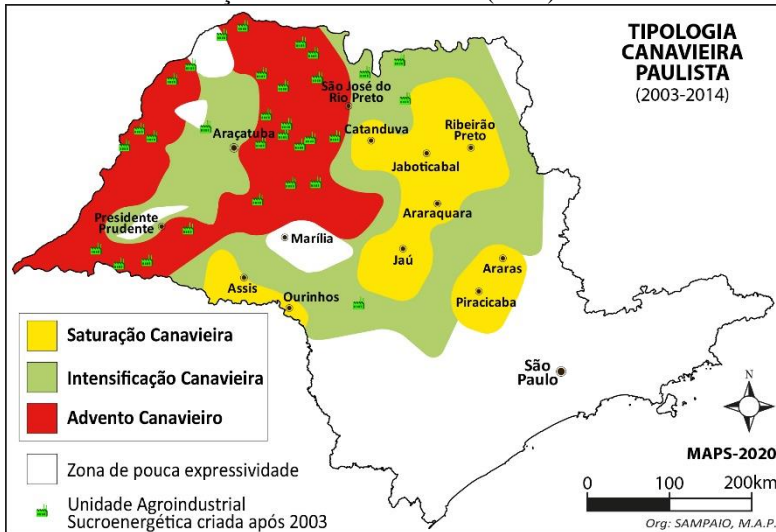 TIPOLOGIA
CANAVIEIRA
PAULISTA
(2003-2014)
São José do
Rio Preto
Catanduva
Ribeirão
Preto
Araçatuba
Jaboticabal
Araraquara
Presidente
Prudente
Marília
Jaú
Araras
Assis
Piracicaba
Ourinhos
São
Paulo
Saturação Canavieira
Intensificação Canavieira
Advento Canavieiro
Zona de pouca expressividade
Unidade Agroindustrial
Sucroenergética criada após 2003
N
MAPS-2020
0 100 200km
Org: SAMPAIO, M.A.P.